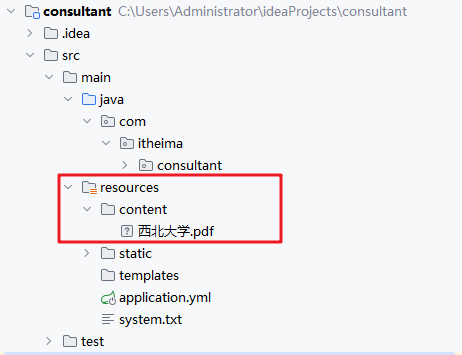 consultant C:\Users\Administrator\ideaProjects\consultant
.idea
src
main
java
com
itheima
consultant
resources
content
西北大学.pdf
static
templates
application.yml
system.txt
test